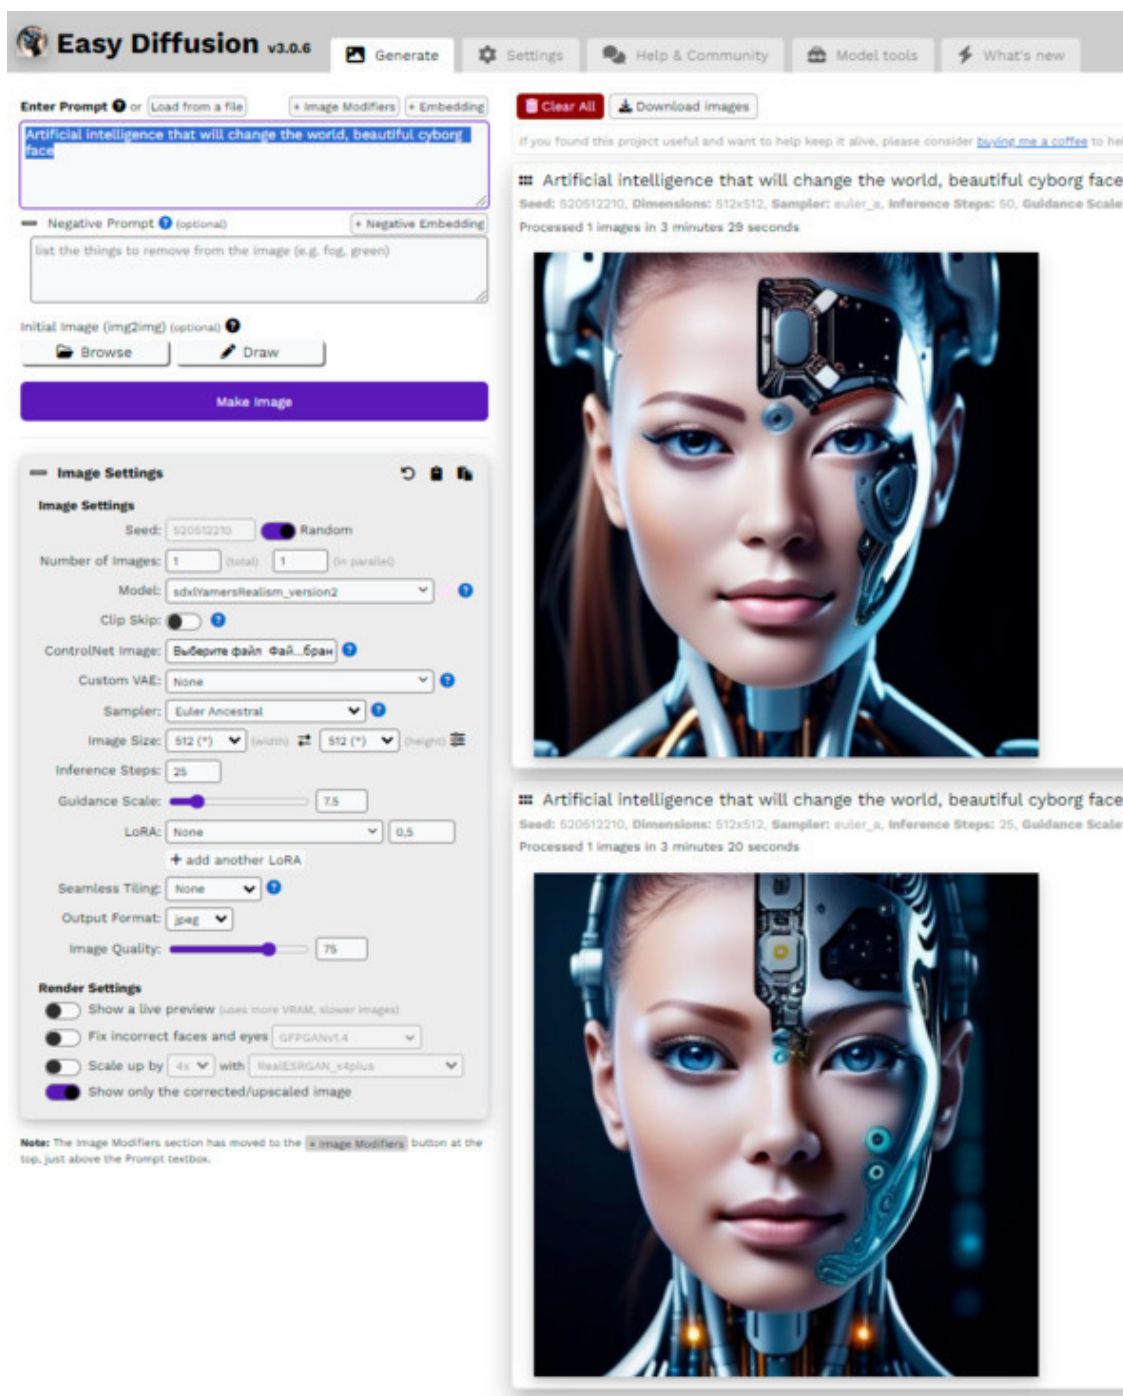 Easy Diffusion v3.0.6
Generate
Settings
Help & Community
Model tools
What's new
Enter Prompt ? or Load from a file
+ Image Modifiers
+ Embedding
Artificial intelligence that will change the world, beautiful cyborg
face
Negative Prompt ? (optional)
+ Negative Embedding
list the things to remove from the image (e.g. fog, green)
Initial Image (img2img) (optional) ?
Browse
Draw
Make Image
Image Settings
Image Settings
Seed: 520512210 Random
Number of Images: 1 (total) 1 (in parallel)
Model: sdxlYamersRealism_version2 ?
Clip Skip: ?
ControlNet Image: Выберите файл Фай...бран ?
Custom VAE: None ?
Sampler: Euler Ancestral ?
Image Size: 512 (*) (width) 512 (*) (height)
Inference Steps: 25
Guidance Scale: 7.5
LoRA: None 0,5
+ add another LoRA
Seamless Tiling: None ?
Output Format: jpeg
Image Quality: 75
Render Settings
Show a live preview (uses more VRAM, slower images)
Fix incorrect faces and eyes GFPGANv1.4
Scale up by 4x with RealESRGAN_x4plus
Show only the corrected/upscaled image
Note: The Image Modifiers section has moved to the + Image Modifiers button at the
top, just above the Prompt textbox.
Clear All
Download images
If you found this project useful and want to help keep it alive, please consider buying me a coffee to hel
Artificial intelligence that will change the world, beautiful cyborg face
Seed: 520512210, Dimensions: 512x512, Sampler: euler_a, Inference Steps: 50, Guidance Scale:
Processed 1 images in 3 minutes 29 seconds
Artificial intelligence that will change the world, beautiful cyborg face
Seed: 520512210, Dimensions: 512x512, Sampler: euler_a, Inference Steps: 25, Guidance Scale:
Processed 1 images in 3 minutes 20 seconds